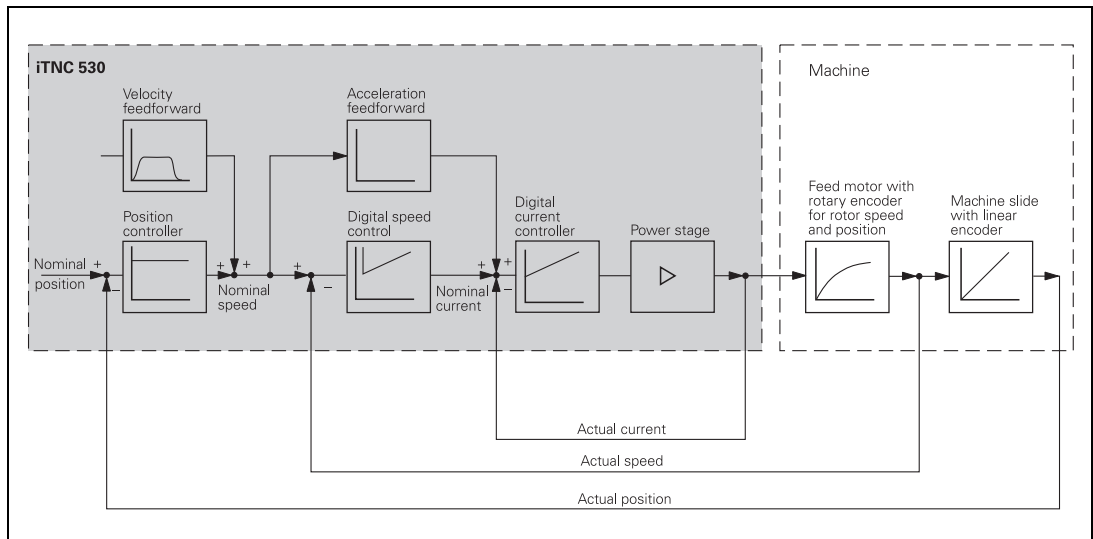 iTNC 530
Machine
Velocity
feedforward
Acceleration
feedforward
Position
controller
Digital speed
control
Digital
current
controller
Power stage
Feed motor with
rotary encoder
for rotor speed
and position
Machine slide
with linear
encoder
Nominal
position
+
–
+
+
Nominal
speed
+
–
+
+
–
Nominal
current
Actual current
Actual speed
Actual position